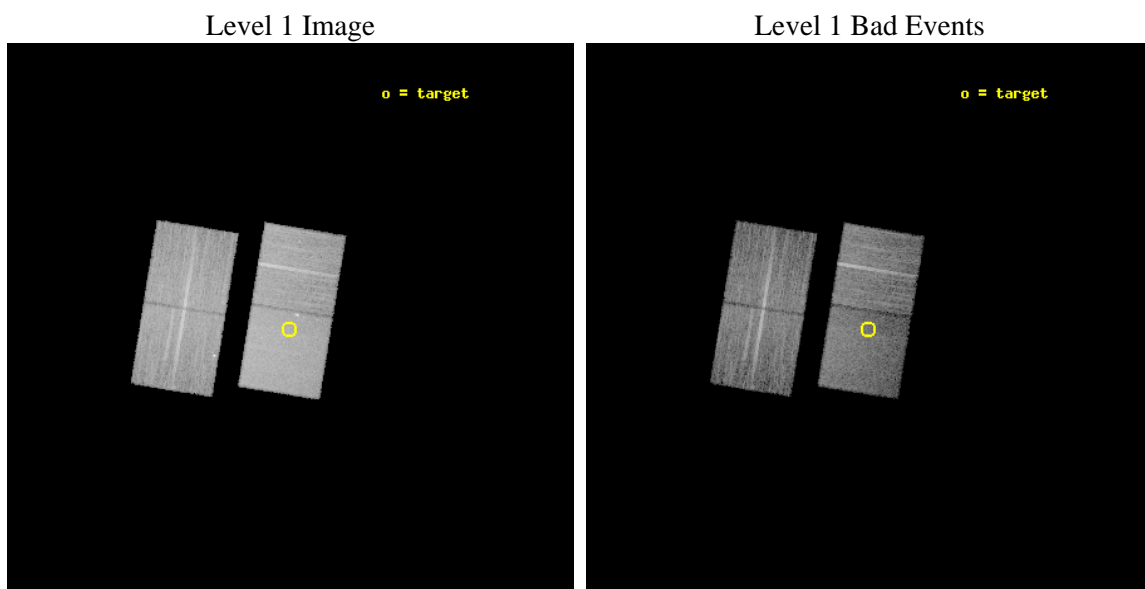 Level 1 Image
Level 1 Bad Events
o = target
o = target